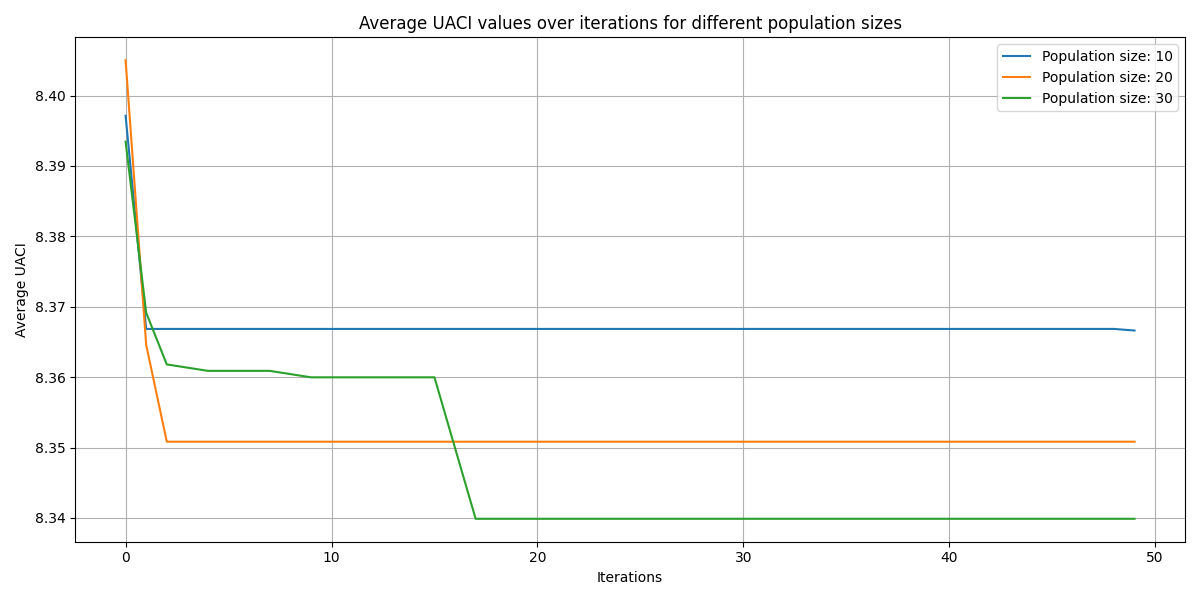 Average UACI values over iterations for different population sizes
Population size: 10
Population size: 20
Population size: 30
8.40
8.39
8.38
8.37
8.36
8.35
8.34
Average UACI
0 10 20 30 40 50
Iterations